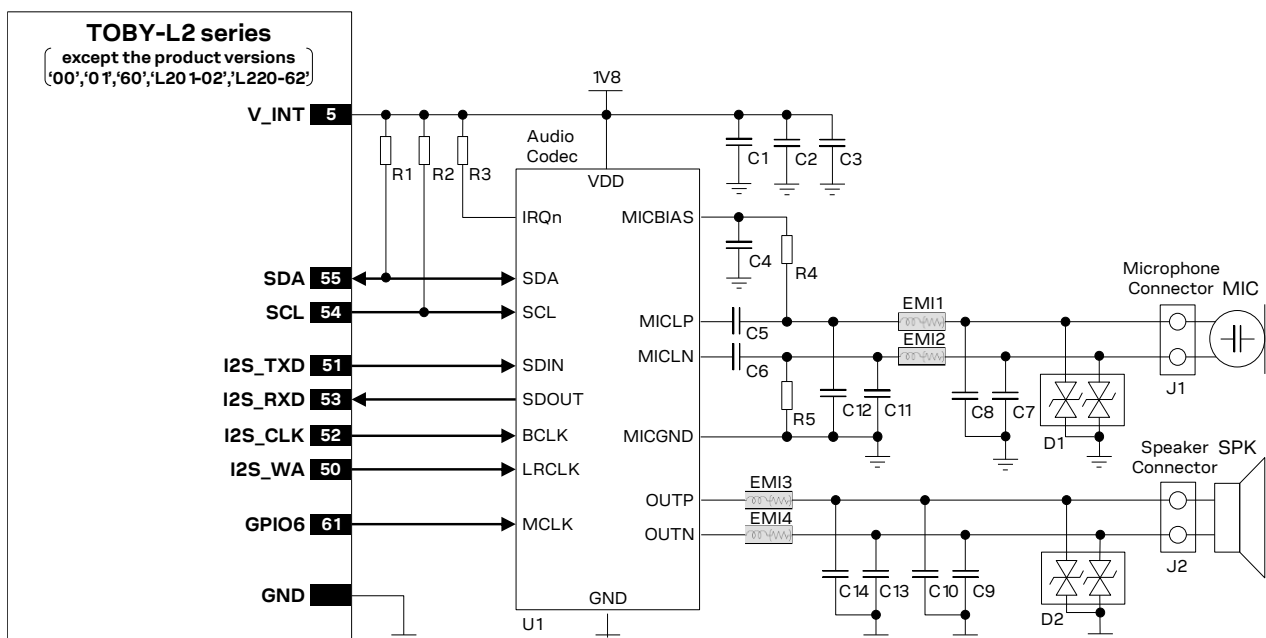 TOBY-L2 series
except the product versions
‘00’,‘01’,‘60’,‘L201-02’,’L220-62’
1V8
V_INT 5
Audio
Codec
C1 C2 C3
R1 R2 R3
VDD
IRQn MICBIAS
C4 R4
SDA 55 SDA
SCL 54 SCL
Microphone
Connector MIC
EMI1
MICLP
C5
EMI2
MICLN
C6
I2S_TXD 51 SDIN
I2S_RXD 53 SDOUT
R5 C12 C11 C8 C7
J1
I2S_CLK 52 BCLK MICGND
D1
I2S_WA 50 LRCLK
Speaker SPK
Connector
EMI3
OUTP
GPIO6 61 MCLK
EMI4
OUTN
J2
C14 C13 C10 C9
GND GND
D2
U1